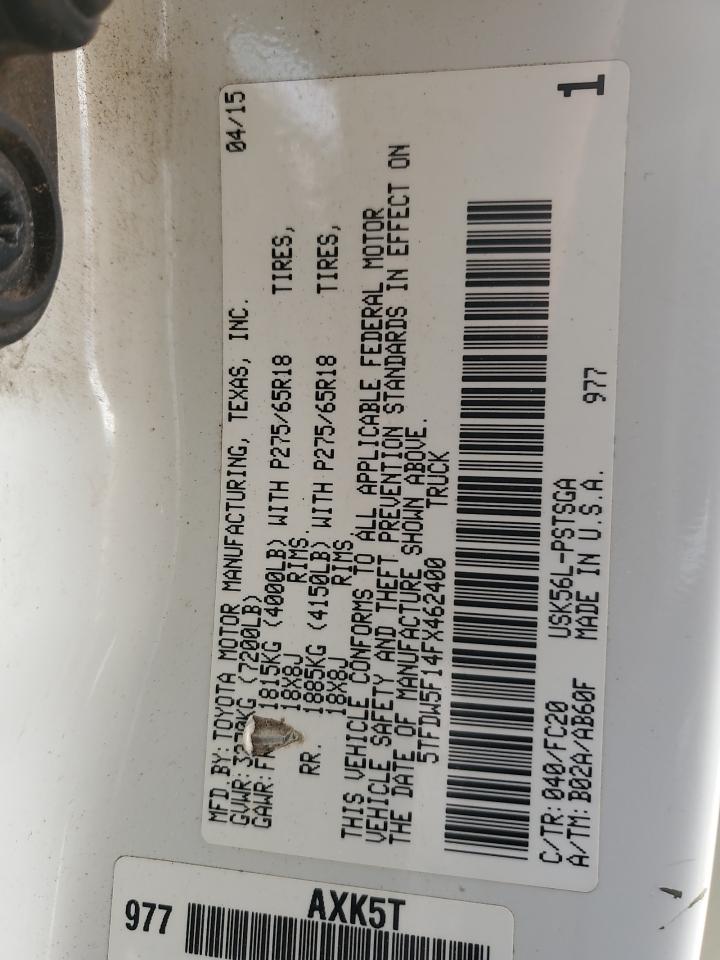 MFD.BY:TOYOTA MOTOR MANUFACTURING, TEXAS, INC. 04/15
GVWR: (7200LB)
GAWR: 1815KG (4000LB) WITH P275/65R18 TIRES,
18X8J RIMS,
RR. 1885KG (4150LB) WITH P275/65R18 TIRES,
18X8J RIMS,
THIS VEHICLE CONFORMS TO ALL APPLICABLE FEDERAL MOTOR
VEHICLE SAFETY AND THEFT PREVENTION STANDARDS IN EFFECT ON
THE DATE OF MANUFACTURE SHOWN ABOVE.
5TFDW5F14FX462400 TRUCK
C/TR:040/FC20 USK56L-PSTSGA 977
A/TM:B02A/AB60F MADE IN U.S.A.
1
977 AXK5T